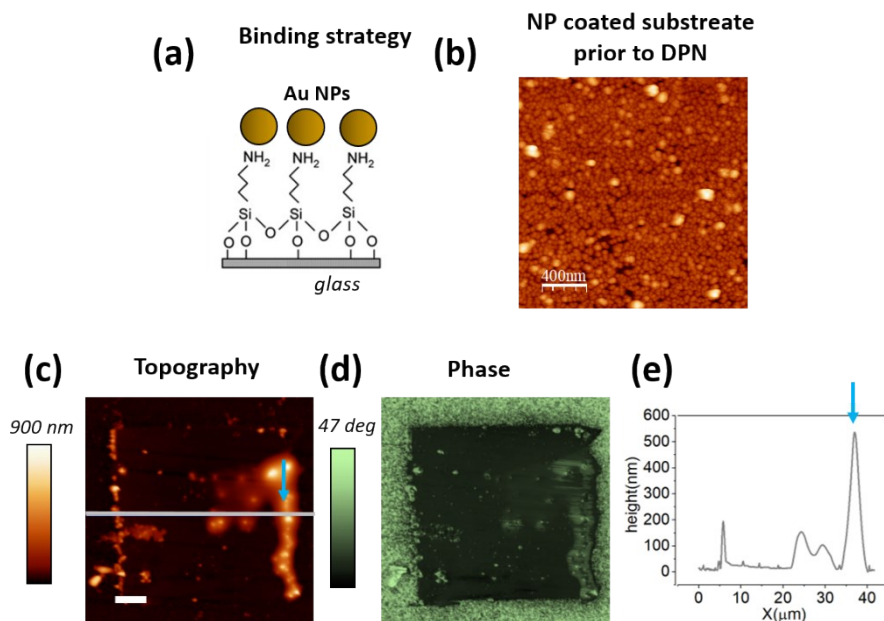 (a)
Binding strategy
Au NPs
NH2 NH2 NH2
Si Si Si
O O
O O O O O
glass
(b)
NP coated substreate
prior to DPN
400nm
(c)
Topography
900 nm
(d)
Phase
47 deg
(e)
600
500
400
300
200
100
0
height(nm)
0 10 20 30 40
X(μm)